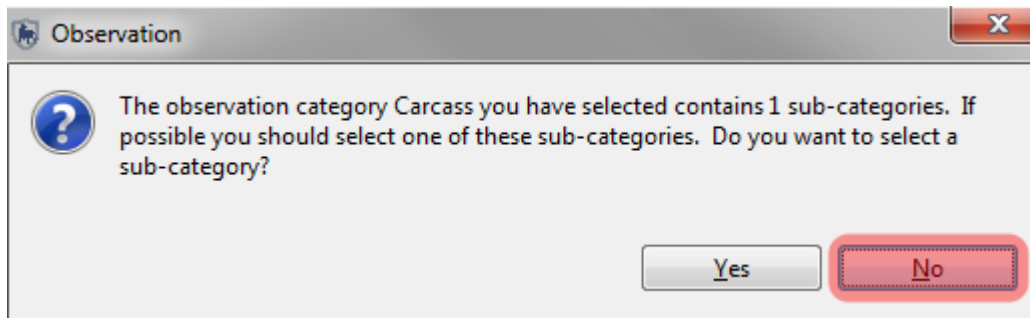 Observation
The observation category Carcass you have selected contains 1 sub-categories. If
possible you should select one of these sub-categories.  Do you want to select a
sub-category?
Yes
No